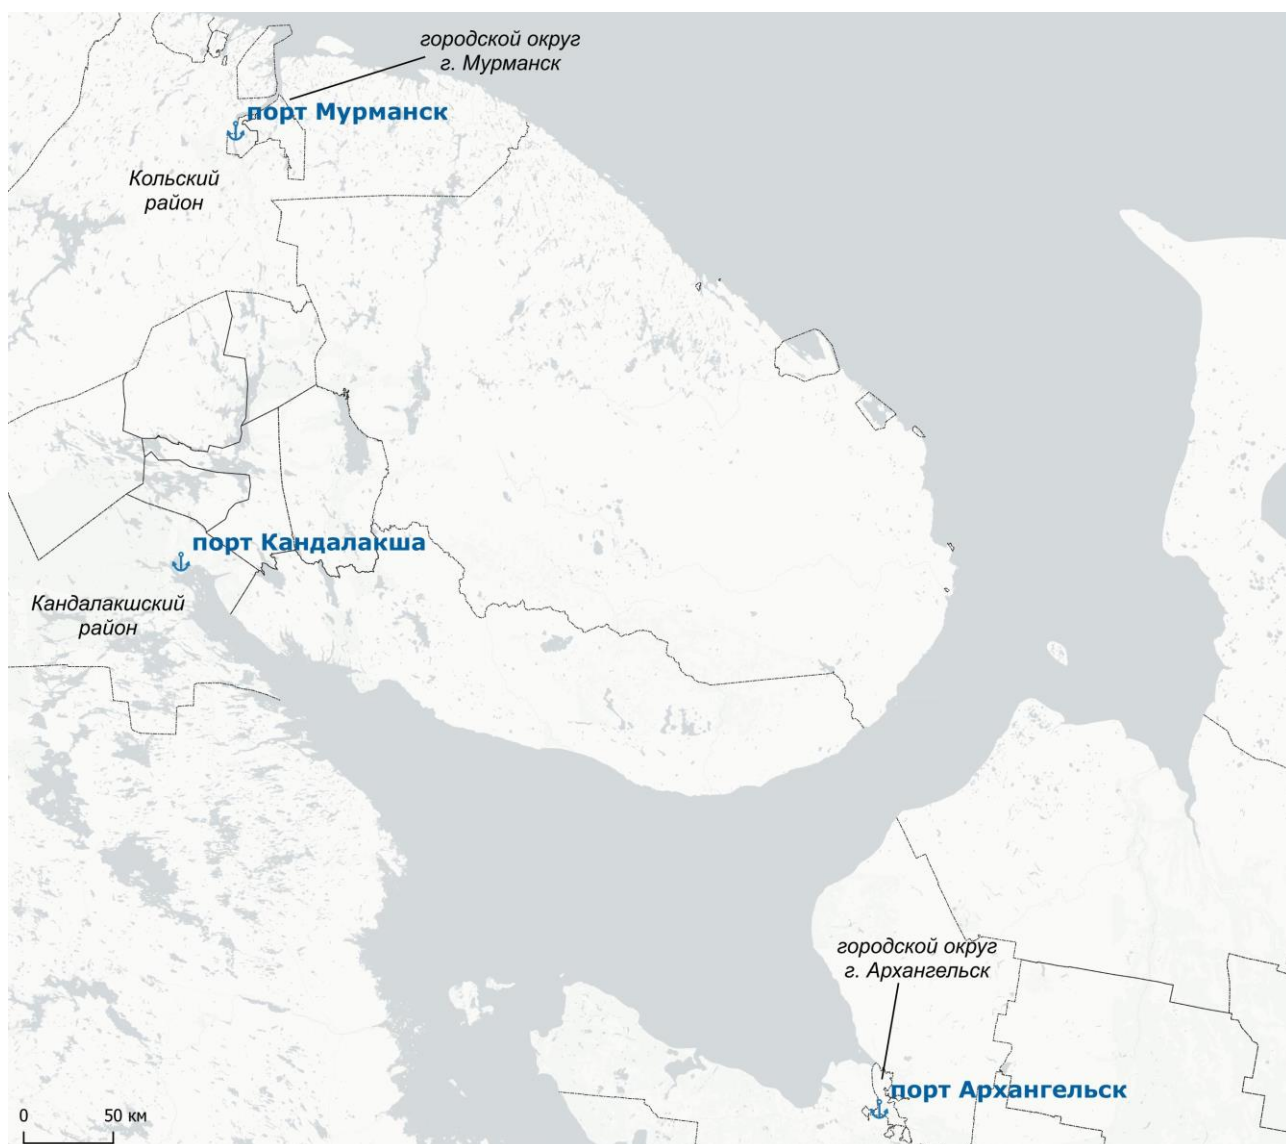 городской округ
г. Мурманск
порт Мурманск
Кольский
район
порт Кандалакша
Кандалакшский
район
городской округ
г. Архангельск
порт Архангельск
0 50 км